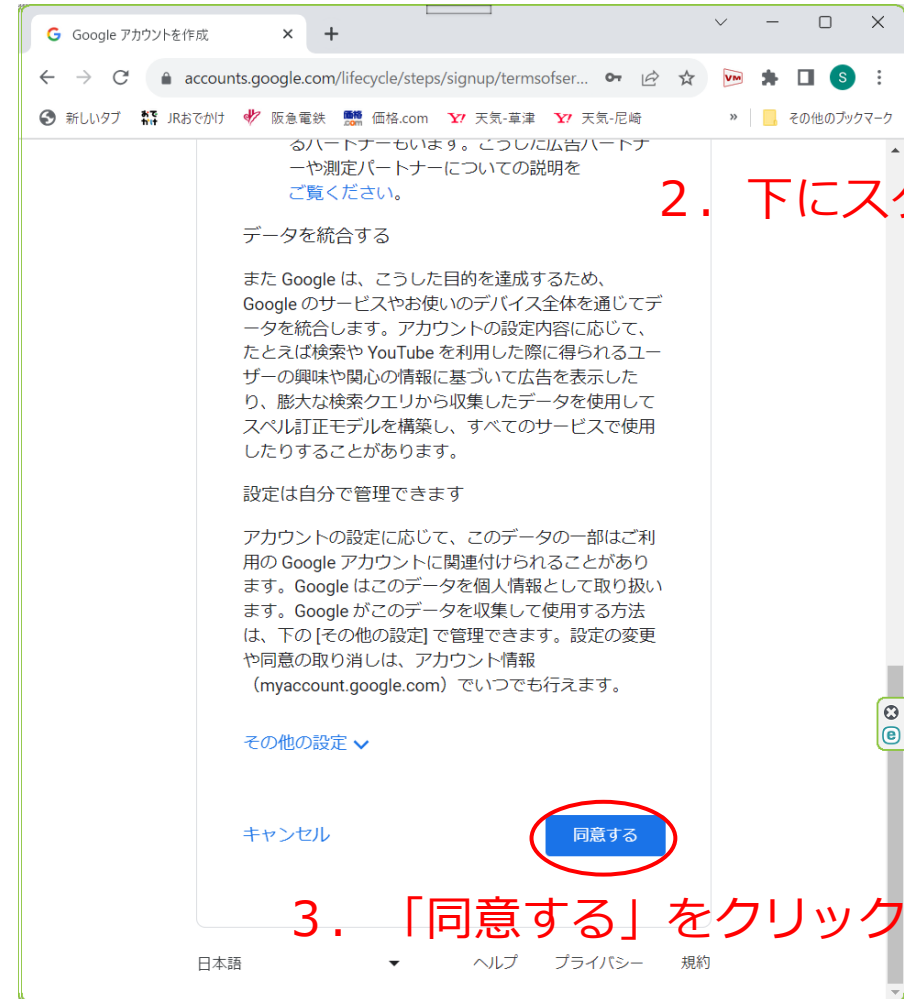 Google アカウントを作成
accounts.google.com/lifecycle/steps/signup/termsofser...
S
新しいタブ JRおでかけ 阪急電鉄 価格.com 天気-草津 天気-尼崎 » その他のブックマーク
るパートナーもいます。こうした広告パートナ
ーや測定パートナーについての説明を
ご覧ください。
２．下にスク
データを統合する
また Google は、こうした目的を達成するため、
Google のサービスやお使いのデバイス全体を通じてデ
ータを統合します。アカウントの設定内容に応じて、
たとえば検索や YouTube を利用した際に得られるユー
ザーの興味や関心の情報に基づいて広告を表示した
り、膨大な検索クエリから収集したデータを使用して
スペル訂正モデルを構築し、すべてのサービスで使用
したりすることがあります。
設定は自分で管理できます
アカウントの設定に応じて、このデータの一部はご利
用の Google アカウントに関連付けられることがあり
ます。Google はこのデータを個人情報として取り扱い
ます。Google がこのデータを収集して使用する方法
は、下の [その他の設定] で管理できます。設定の変更
や同意の取り消しは、アカウント情報
（myaccount.google.com）でいつでも行えます。
その他の設定
キャンセル 同意する
３．「同意する」をクリック
日本語 ヘルプ プライバシー 規約